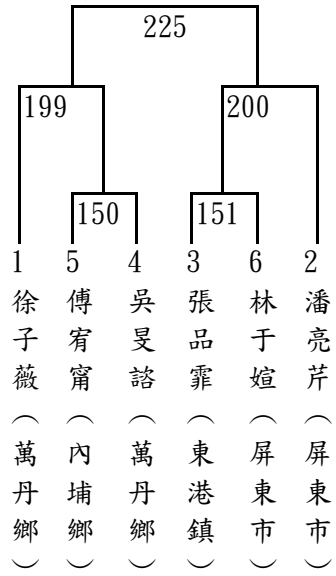 225
199
200
150
151
1 徐子薇（萬丹鄉）
5 傅宥甯（內埔鄉）
4 吳旻諮（萬丹鄉）
3 張品霏（東港鎮）
6 林于媗（屏東市）
2 潘亮芹（屏東市）